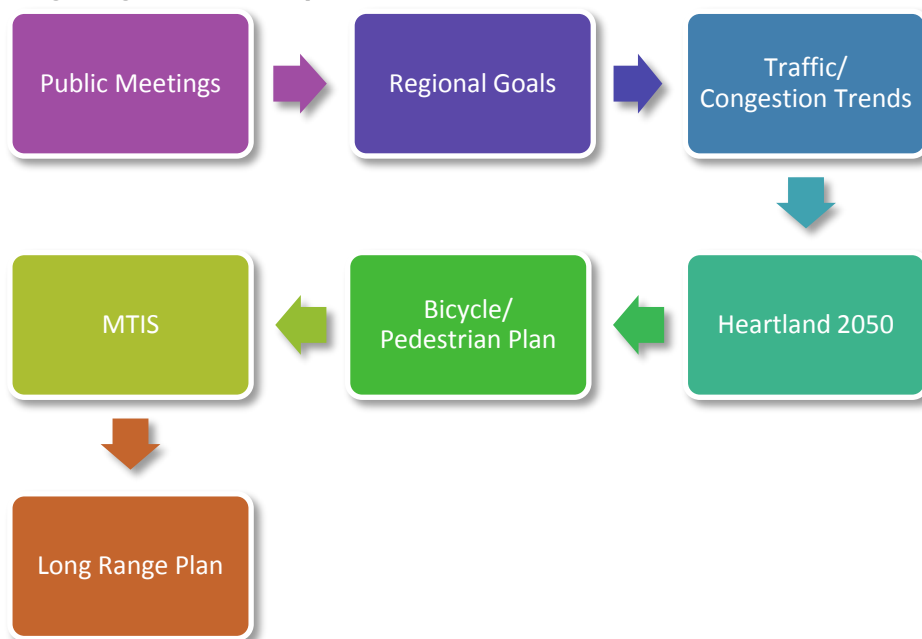 Public Meetings
Regional Goals
Traffic/
Congestion Trends
Heartland 2050
Bicycle/
Pedestrian Plan
MTIS
Long Range Plan